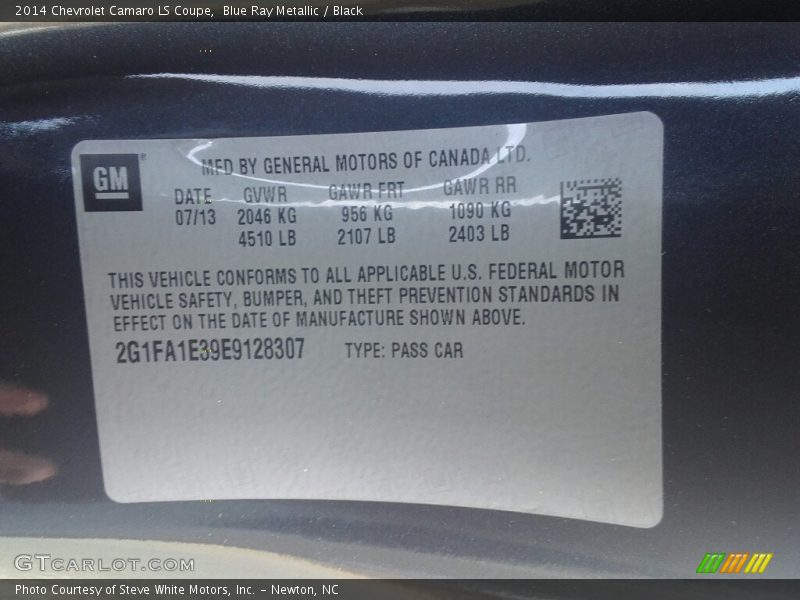 2014 Chevrolet Camaro LS Coupe,  Blue Ray Metallic / Black
GM®
MFD BY GENERAL MOTORS OF CANADA LTD.
DATE GVWR GAWR FRT GAWR RR
07/13 2046 KG 956 KG 1090 KG
4510 LB 2107 LB 2403 LB
THIS VEHICLE CONFORMS TO ALL APPLICABLE U.S. FEDERAL MOTOR
VEHICLE SAFETY, BUMPER, AND THEFT PREVENTION STANDARDS IN
EFFECT ON THE DATE OF MANUFACTURE SHOWN ABOVE.
2G1FA1E39E9128307 TYPE: PASS CAR
GTCARLOT.COM
Photo Courtesy of Steve White Motors, Inc. – Newton, NC